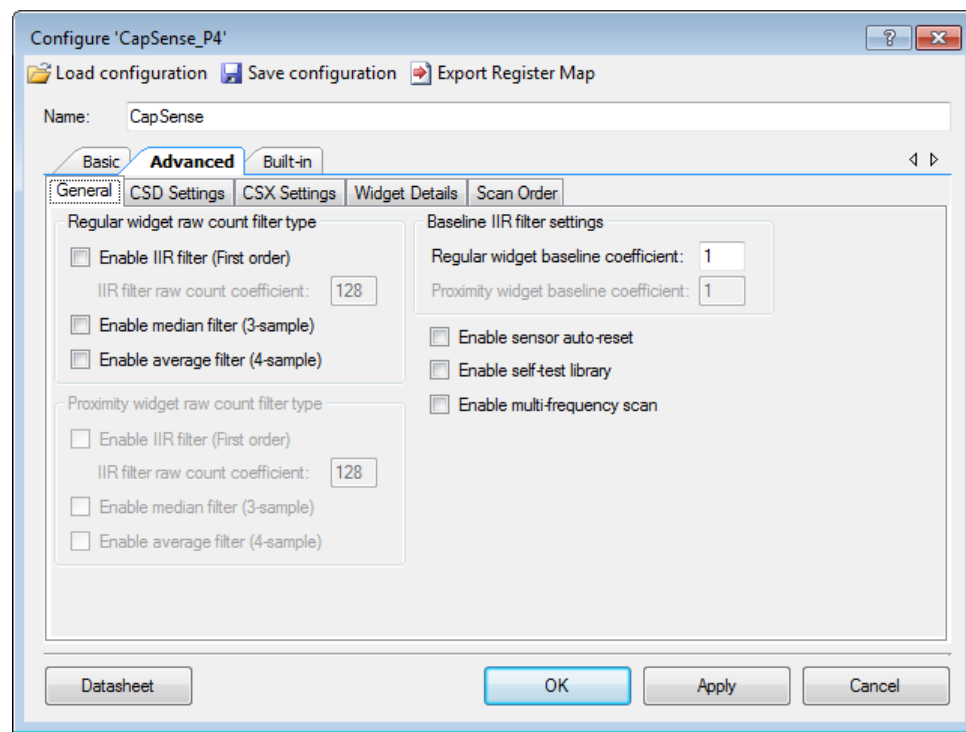 Configure 'CapSense_P4'
Load configuration Save configuration Export Register Map
Name: CapSense
Basic Advanced Built-in
General CSD Settings CSX Settings Widget Details Scan Order
Regular widget raw count filter type
Enable IIR filter (First order)
IIR filter raw count coefficient: 128
Enable median filter (3-sample)
Enable average filter (4-sample)
Proximity widget raw count filter type
Enable IIR filter (First order)
IIR filter raw count coefficient: 128
Enable median filter (3-sample)
Enable average filter (4-sample)
Baseline IIR filter settings
Regular widget baseline coefficient: 1
Proximity widget baseline coefficient: 1
Enable sensor auto-reset
Enable self-test library
Enable multi-frequency scan
Datasheet OK Apply Cancel